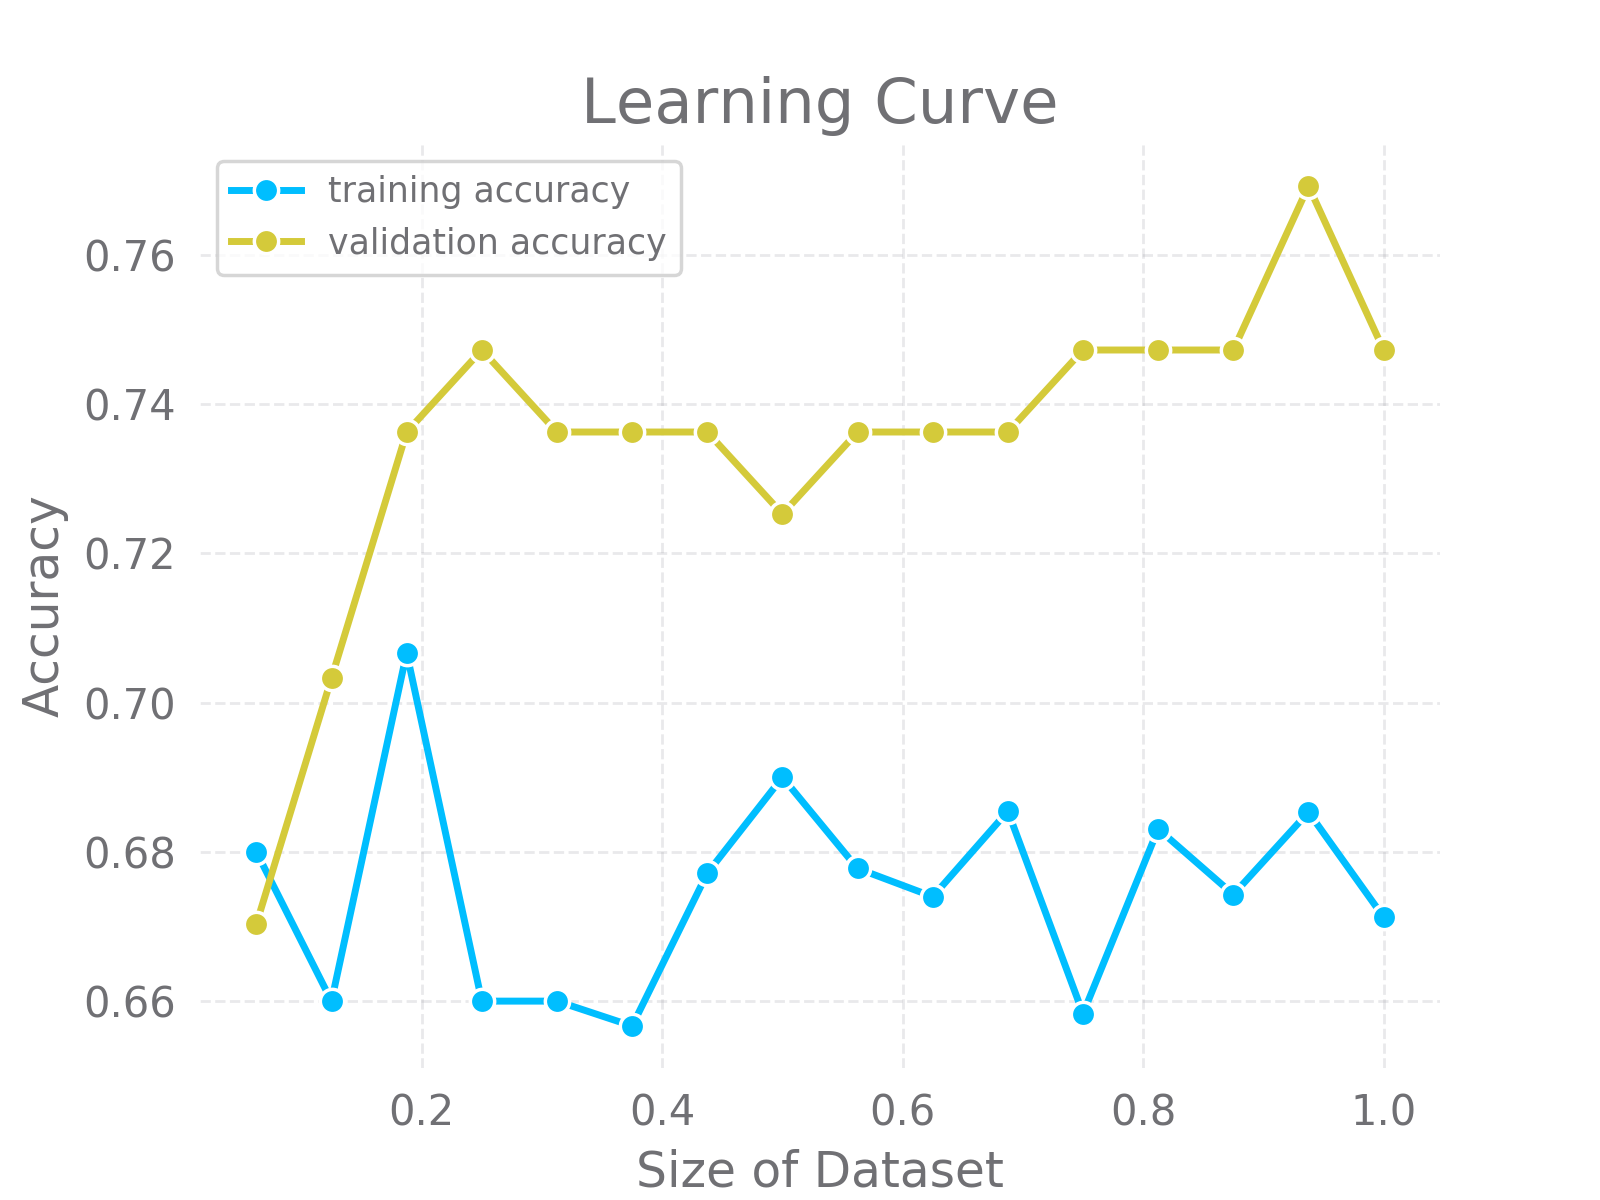 Learning Curve
training accuracy
validation accuracy
0.76
0.74
0.72
0.70
0.68
0.66
Accuracy
0.2 0.4 0.6 0.8 1.0
Size of Dataset